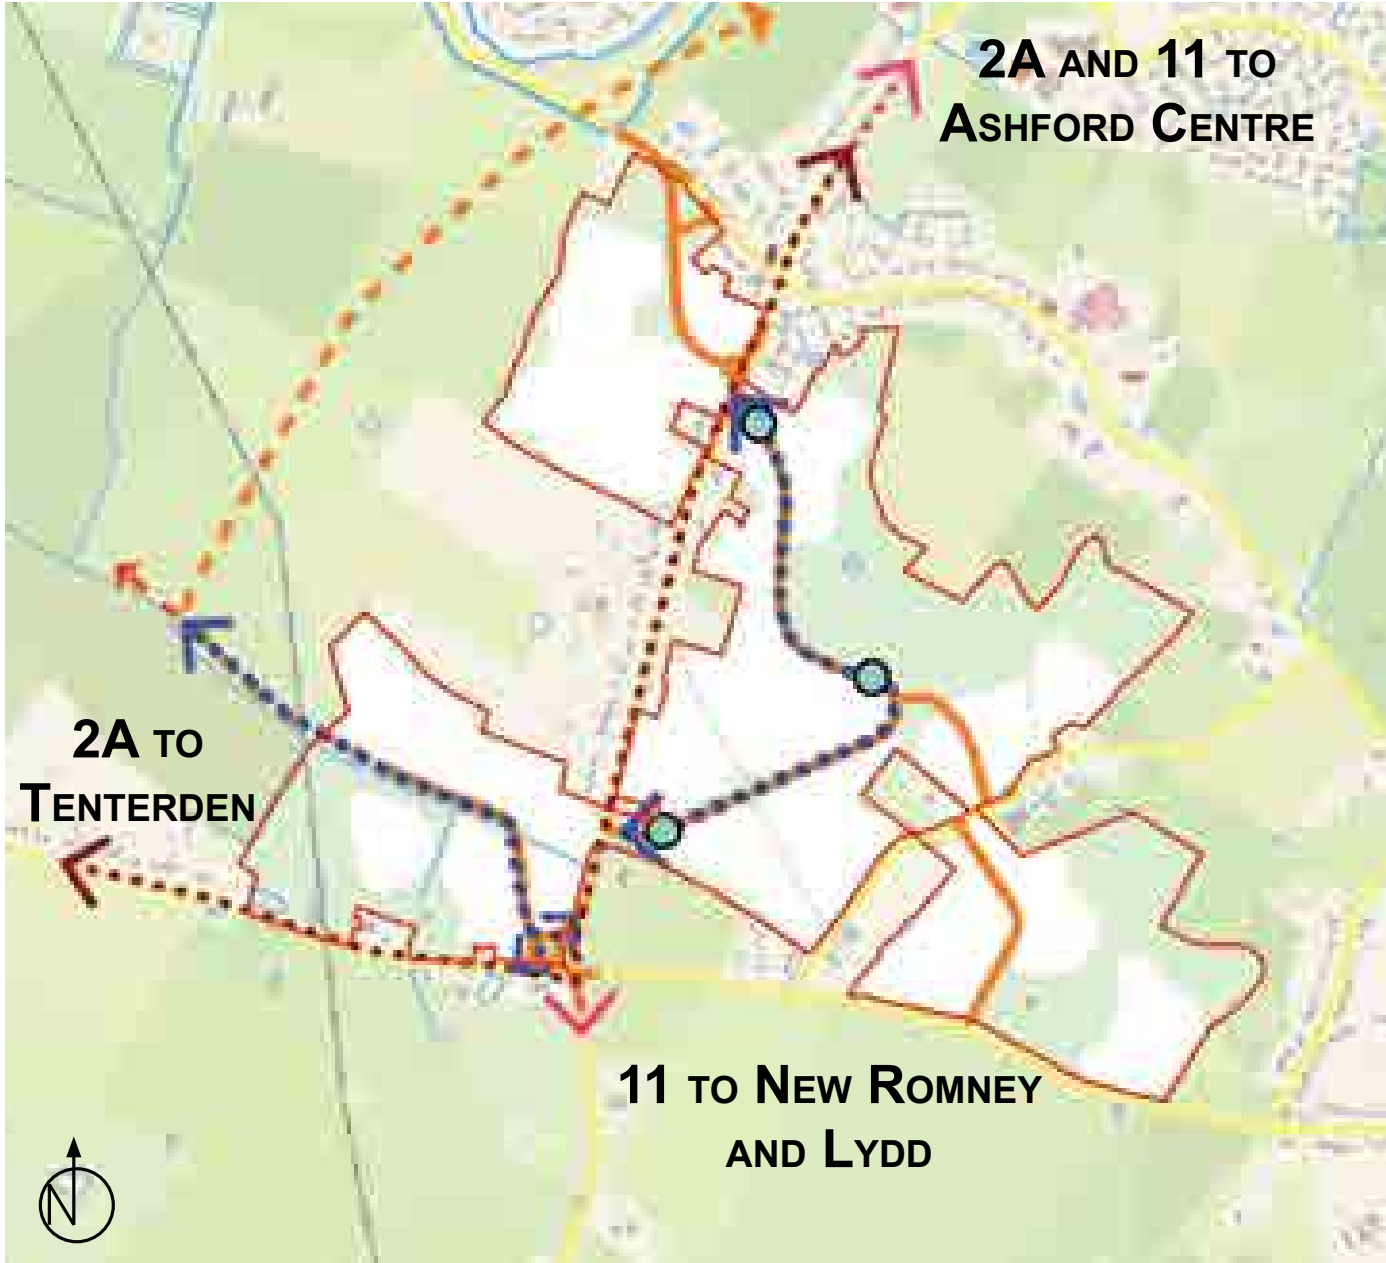 2A AND 11 TO
ASHFORD CENTRE
2A TO
TENTERDEN
11 TO NEW ROMNEY
AND LYDD
N